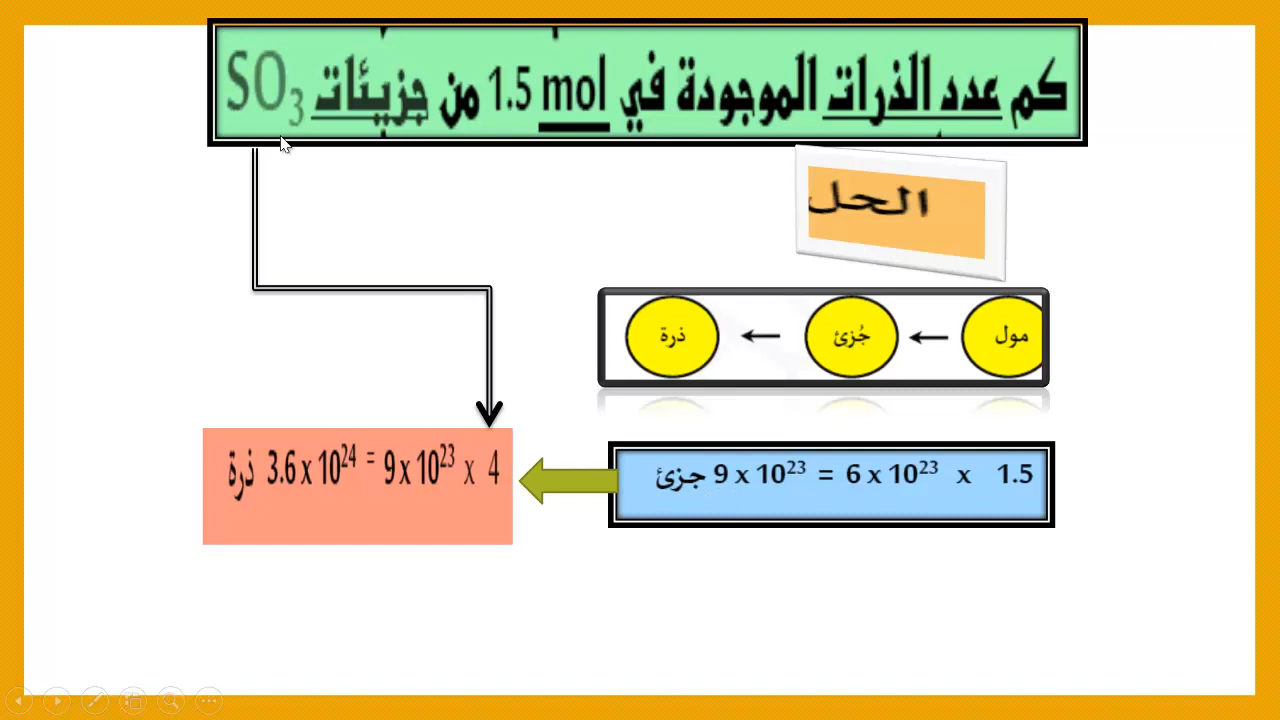 كم عدد الذرات الموجودة في 1.5 mol من جزيئات SO₃
الحل
مول ← جُزئ ← ذرة
1.5 x 6 x 10²³ = 9 x 10²³ جزئ
4 x 9 x 10²³ = 3.6 x 10²⁴ ذرة